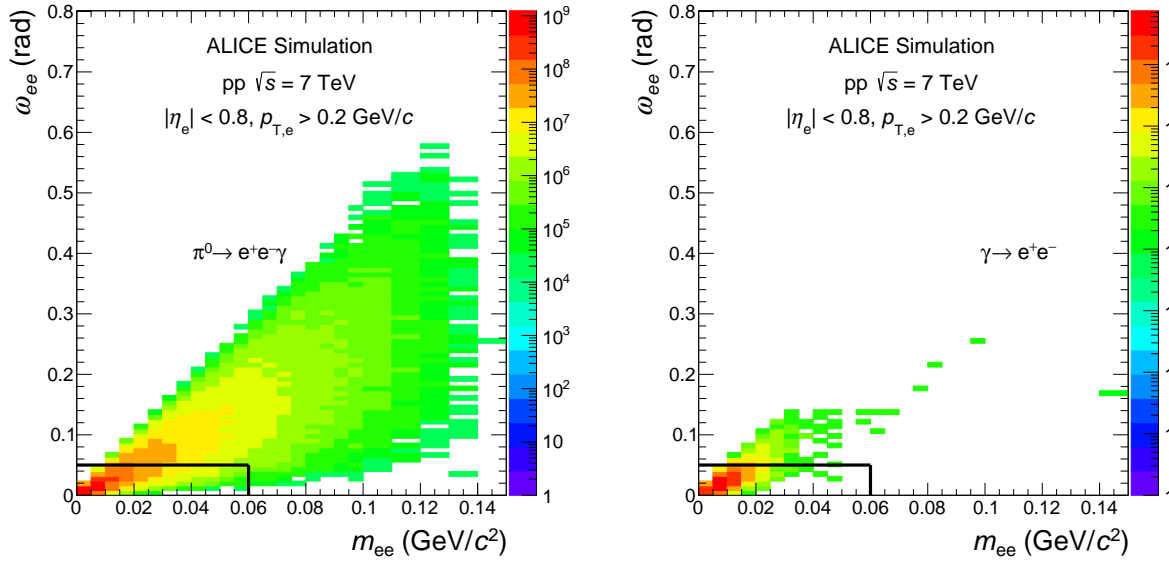 ALICE Simulation
pp √s = 7 TeV
|ηe| < 0.8, pT,e > 0.2 GeV/c
π⁰→ e⁺e⁻γ
ωee (rad)
0.8
0.7
0.6
0.5
0.4
0.3
0.2
0.1
0
0 0.02 0.04 0.06 0.08 0.10 0.12 0.14
mee (GeV/c²)
10⁹
10⁸
10⁷
10⁶
10⁵
10⁴
10³
10²
10
1
ALICE Simulation
pp √s = 7 TeV
|ηe| < 0.8, pT,e > 0.2 GeV/c
γ→ e⁺e⁻
ωee (rad)
0.8
0.7
0.6
0.5
0.4
0.3
0.2
0.1
0
0 0.02 0.04 0.06 0.08 0.10 0.12 0.14
mee (GeV/c²)